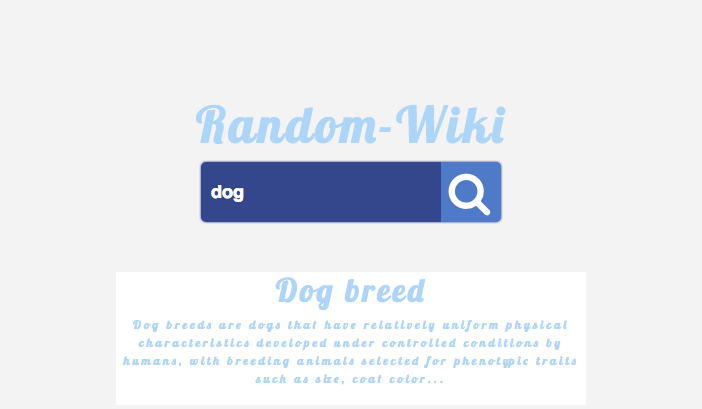 Random-Wiki
dog
Dog breed
Dog breeds are dogs that have relatively uniform physical
characteristics developed under controlled conditions by
humans, with breeding animals selected for phenotypic traits
such as size, coat color...